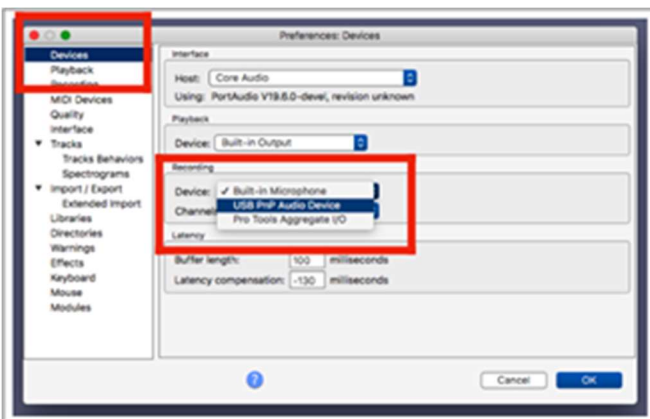 Preferences: Devices
Devices
Playback
Recording
MIDI Devices
Quality
Interface
Tracks
Tracks Behaviors
Spectrograms
Import / Export
Extended Import
Libraries
Directories
Warnings
Effects
Keyboard
Mouse
Modules
Interface
Host: Core Audio
Using: PortAudio V19.6.0-devel, revision unknown
Playback
Device: Built-in Output
Recording
Device: ✓ Built-in Microphone
USB PnP Audio Device
Pro Tools Aggregate I/O
Channels
Latency
Buffer length: 100 milliseconds
Latency compensation: -130 milliseconds
? Cancel OK